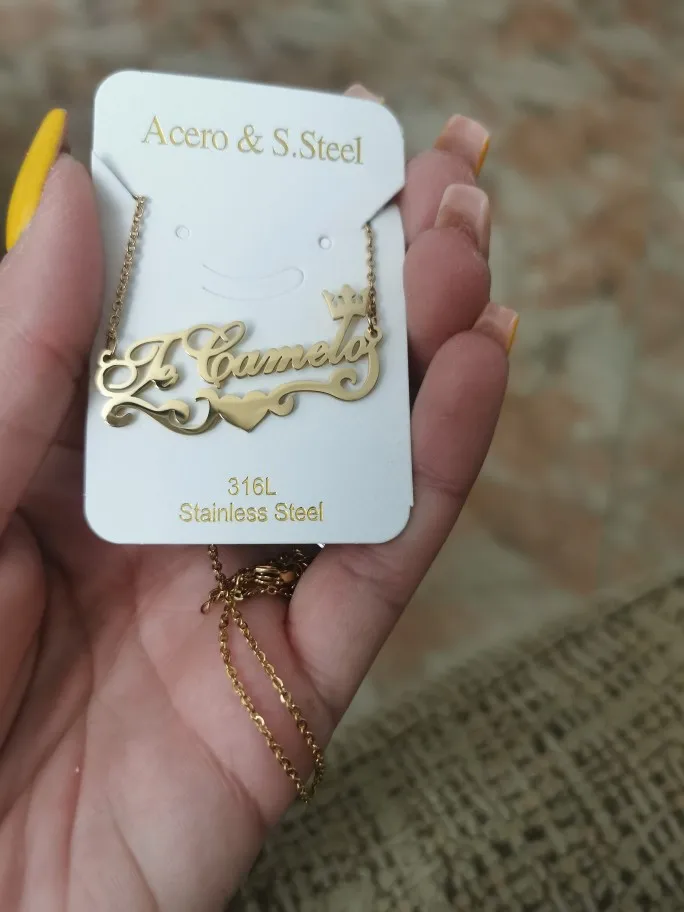 Acero & S.Steel
Te Camelo
316L
Stainless Steel